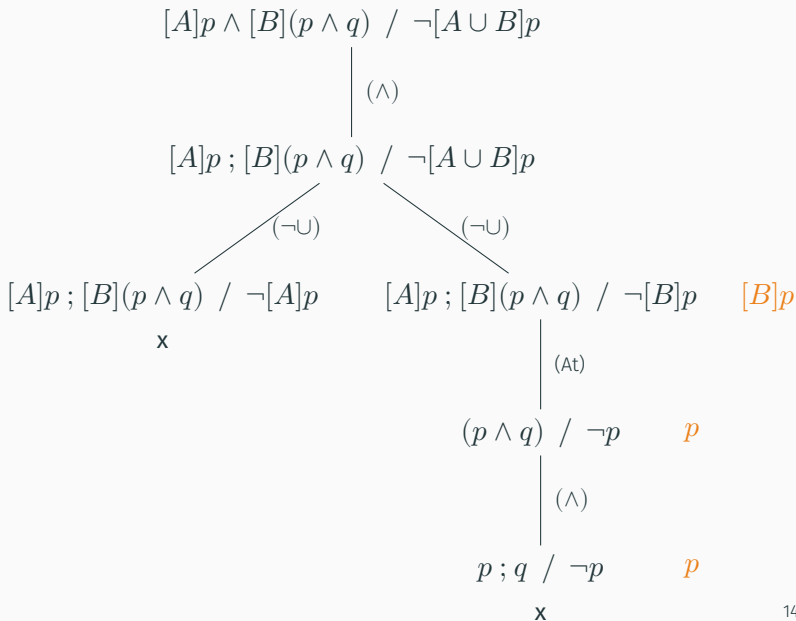 [A]p ∧ [B](p ∧ q) / ¬[A ∪ B]p
(∧)
[A]p ; [B](p ∧ q) / ¬[A ∪ B]p
(¬∪) (¬∪)
[A]p ; [B](p ∧ q) / ¬[A]p [A]p ; [B](p ∧ q) / ¬[B]p [B]p
x
(At)
(p ∧ q) / ¬p p
(∧)
p ; q / ¬p p
x
14